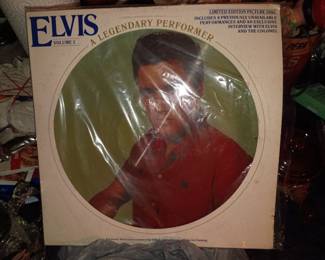 ELVIS
VOLUME 3
A LEGENDARY PERFORMER
LIMITED EDITION PICTURE DISC
INCLUDES 4 PREVIOUSLY UNAVAILABLE
PERFORMANCES AND AN EXCLUSIVE
INTERVIEW WITH ELVIS
AND THE COLONEL